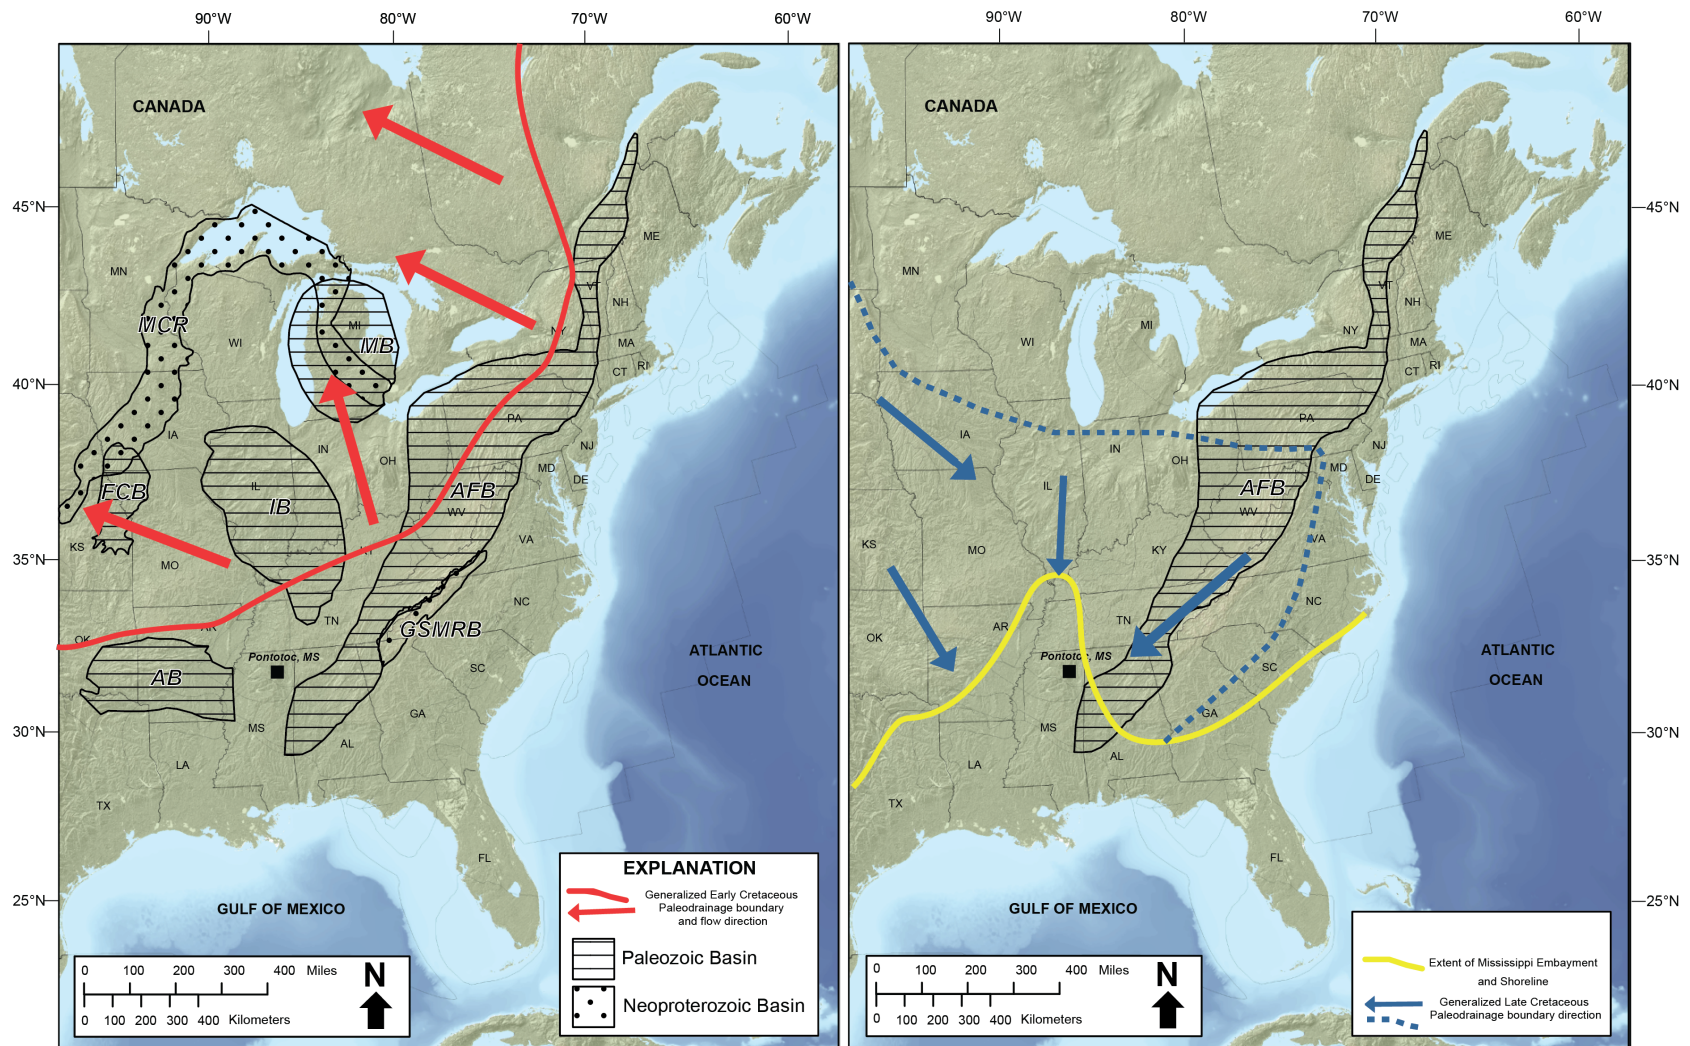 90°W 80°W 70°W 60°W
CANADA
45°N
ME
MN
VT
NH
MCR
MI
NY
WI
MB
MA
RI
CT
40°N
PA
IA
IN
NJ
OH
MD
IL
AFB
DE
FCB
IB
WV
VA
KS
KY
35°N
MO
NC
TN
AR
GSMRB
OK
ATLANTIC
Pontotoc, MS
SC
AB
OCEAN
GA
MS
30°N
AL
LA
TX
FL
EXPLANATION
Generalized Early Cretaceous
Paleodrainage boundary
and flow direction
25°N
GULF OF MEXICO
Paleozoic Basin
Neoproterozoic Basin
0 100 200 300 400 Miles
N
0 100 200 300 400 Kilometers
90°W 80°W 70°W 60°W
CANADA
45°N
ME
MN
VT
NH
MI
NY
WI
MA
RI
CT
40°N
PA
IA
IN
NJ
OH
MD
IL
AFB
DE
WV
VA
KS
KY
MO
35°N
NC
TN
AR
OK
ATLANTIC
Pontotoc, MS
SC
OCEAN
GA
MS
30°N
AL
LA
TX
FL
25°N
GULF OF MEXICO
Extent of Mississippi Embayment
and Shoreline
Generalized Late Cretaceous
Paleodrainage boundary direction
0 100 200 300 400 Miles
N
0 100 200 300 400 Kilometers